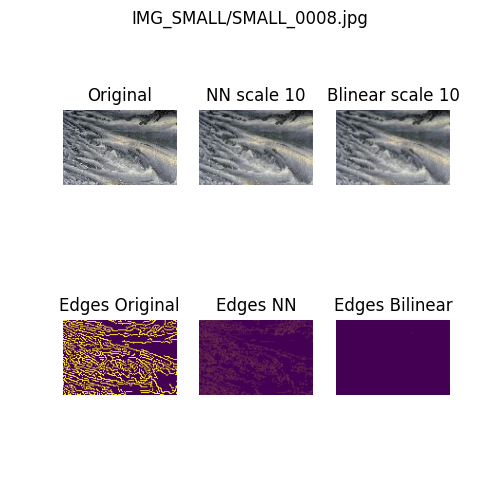 IMG_SMALL/SMALL_0008.jpg
Original
NN scale 10
Blinear scale 10
Edges Original
Edges NN
Edges Bilinear